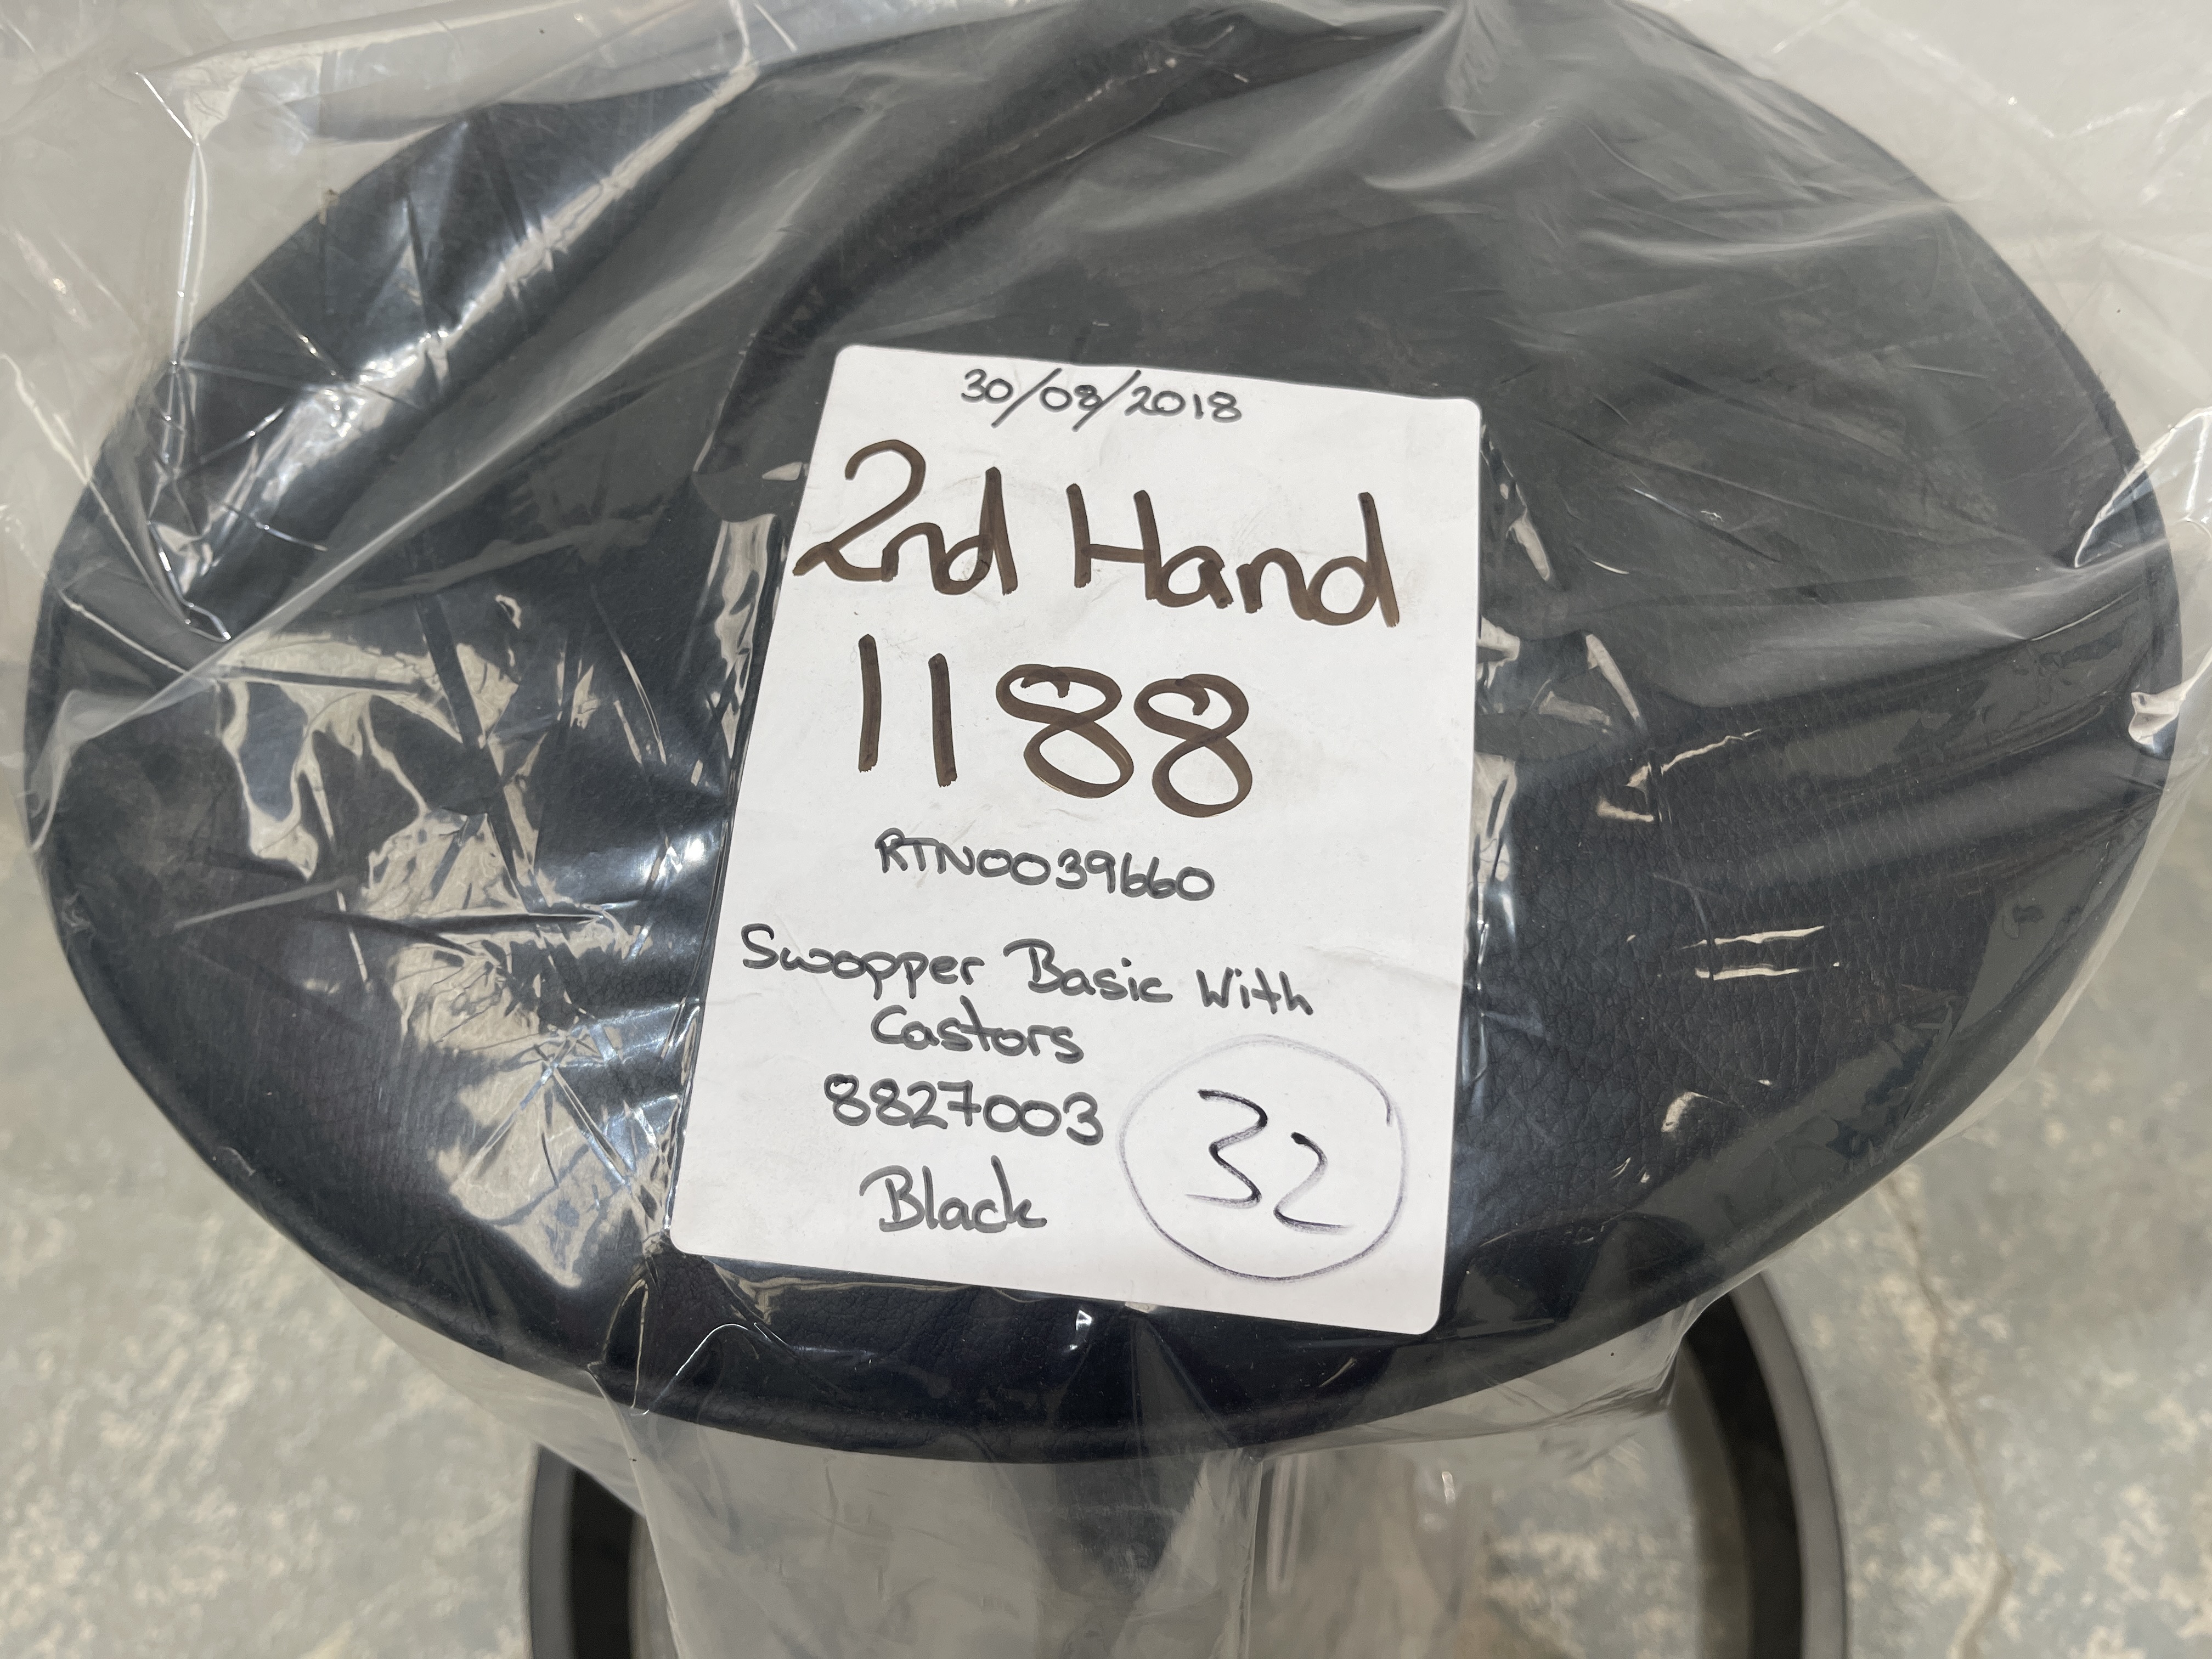 30/08/2018
2nd Hand
1188
RTN0039660
Swopper Basic With
Castors
8827003
Black
32